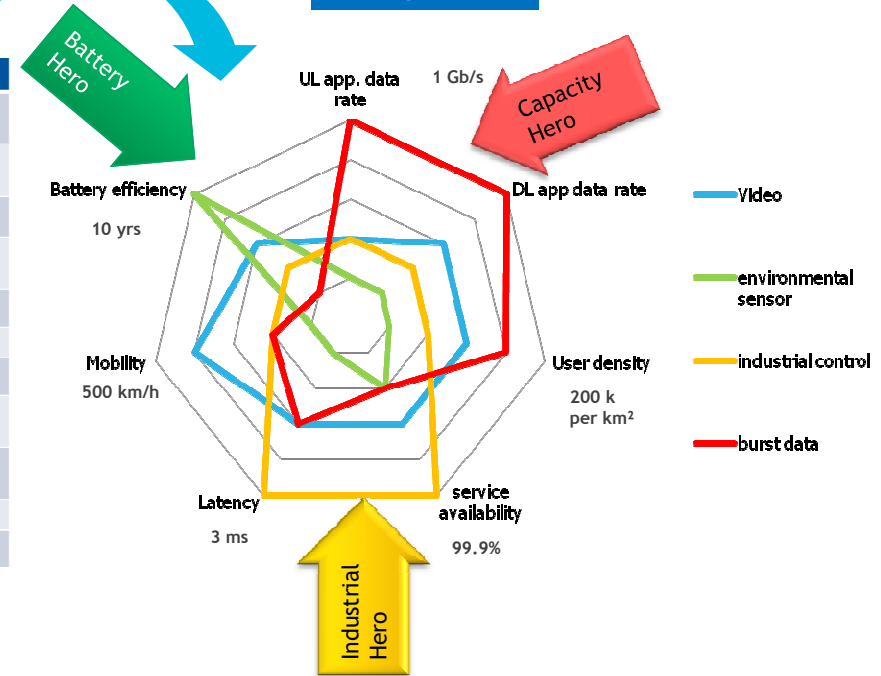 Battery
Hero
UL app. data
rate
1 Gb/s
Capacity
Hero
Battery efficiency
10 yrs
DL app data rate
Video
environmental
sensor
Mobility
500 km/h
User density
200 k
per km²
industrial control
burst data
Latency
3 ms
service
availability
99.9%
Industrial
Hero